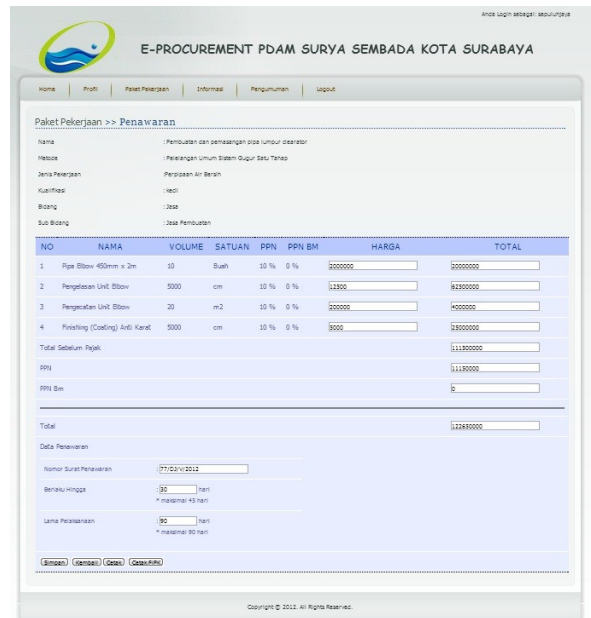 Anda Login sebagai: sepuluhjaya
E-PROCUREMENT PDAM SURYA SEMBADA KOTA SURABAYA
Home Profil Paket Pekerjaan Informasi Pengumuman Logout
Paket Pekerjaan >> Penawaran
Nama : Pembuatan dan pemasangan pipa lumpur clearator
Metode : Pelelangan Umum Sistem Gugur Satu Tahap
Jenis Pekerjaan :Perpipaan Air Bersih
Kualifikasi : kecil
Bidang : Jasa
Sub Bidang : Jasa Pembuatan
NO NAMA VOLUME SATUAN PPN PPN BM HARGA TOTAL
1 Pipa Elbow 450mm x 2m 10 Buah 10 % 0 % 2000000 20000000
2 Pengelasan Unit Elbow 5000 cm 10 % 0 % 12500 62500000
3 Pengecatan Unit Elbow 20 m2 10 % 0 % 200000 4000000
4 Finishing (Coating) Anti Karat 5000 cm 10 % 0 % 5000 25000000
Total Sebelum Pajak 111500000
PPN 11150000
PPN Bm 0
Total 122650000
Data Penawaran
Nomor Surat Penawaran : 77/DJ/V/2012
Berlaku Hingga : 30 hari
* maksimal 45 hari
Lama Pelaksanaan : 90 hari
* maksimal 90 hari
Simpan Kembali Cetak Cetak FIPK
Copyright © 2012. All Rights Reserved.